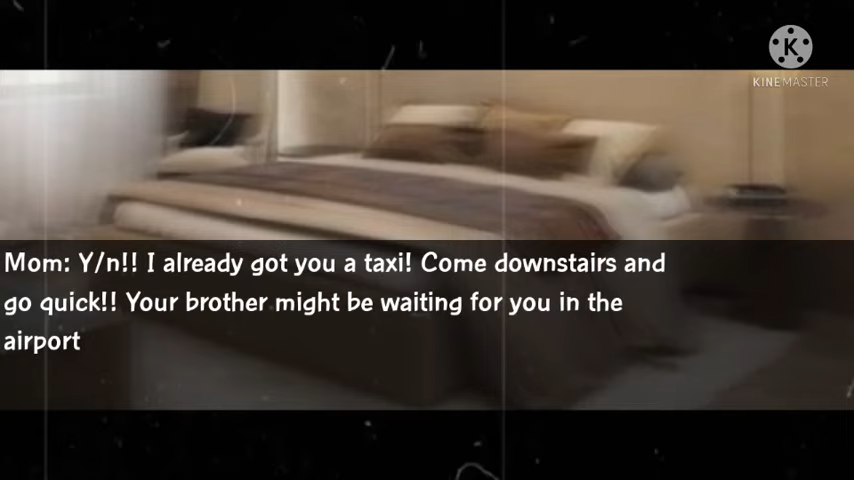 KINEMASTER
Mom: Y/n!! I already got you a taxi! Come downstairs and
go quick!! Your brother might be waiting for you in the
airport